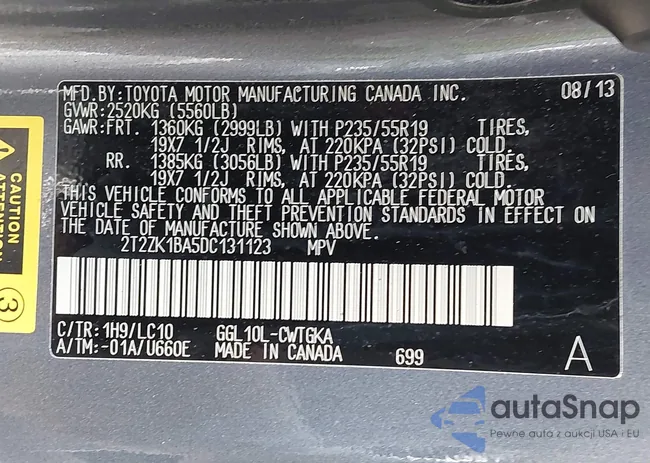 MFD.BY:TOYOTA MOTOR MANUFACTURING CANADA INC. 08/13
GVWR:2520KG (5560LB)
GAWR:FRT. 1360KG (2999LB) WITH P235/55R19 TIRES,
19X7 1/2J RIMS, AT 220KPA (32PSI) COLD.
RR. 1385KG (3056LB) WITH P235/55R19 TIRES,
19X7 1/2J RIMS, AT 220KPA (32PSI) COLD.
THIS VEHICLE CONFORMS TO ALL APPLICABLE FEDERAL MOTOR
VEHICLE SAFETY AND THEFT PREVENTION STANDARDS IN EFFECT ON
THE DATE OF MANUFACTURE SHOWN ABOVE.
2T2ZK1BA5DC131123 MPV
C/TR:1H9/LC10 GGL10L-CWTGKA
A/TM:-01A/U660E MADE IN CANADA 699 A
CAUTION
ATTENTION
3
autaSnap
Pewne auta z aukcji USA i EU